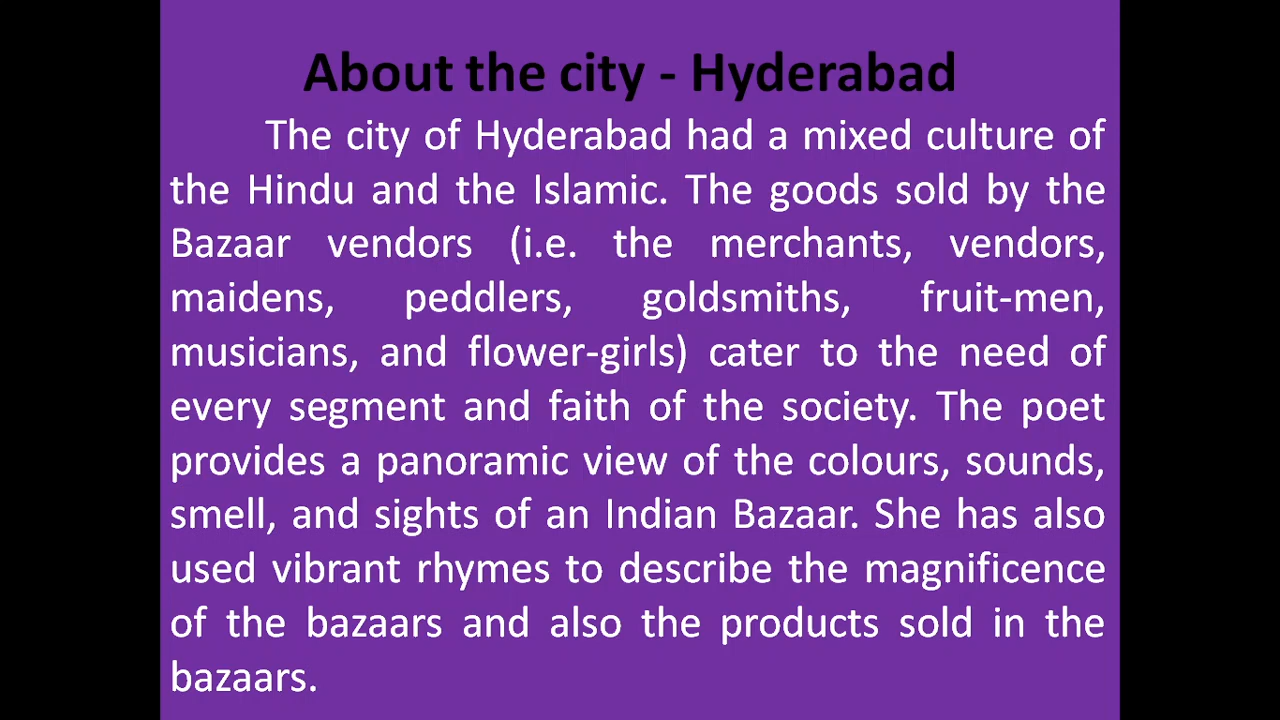 About the city - Hyderabad
The city of Hyderabad had a mixed culture of
the Hindu and the Islamic. The goods sold by the
Bazaar vendors (i.e. the merchants, vendors,
maidens, peddlers, goldsmiths, fruit-men,
musicians, and flower-girls) cater to the need of
every segment and faith of the society. The poet
provides a panoramic view of the colours, sounds,
smell, and sights of an Indian Bazaar. She has also
used vibrant rhymes to describe the magnificence
of the bazaars and also the products sold in the
bazaars.